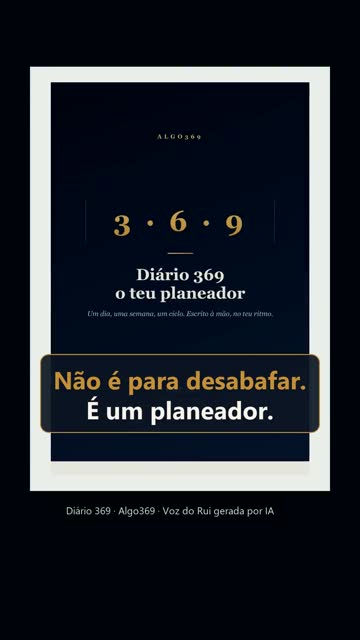 ALGO369
3 · 6 · 9
Diário 369
o teu planeador
Um dia, uma semana, um ciclo. Escrito à mão, no teu ritmo.
Não é para desabafar.
É um planeador.
Diário 369 · Algo369 · Voz do Rui gerada por IA